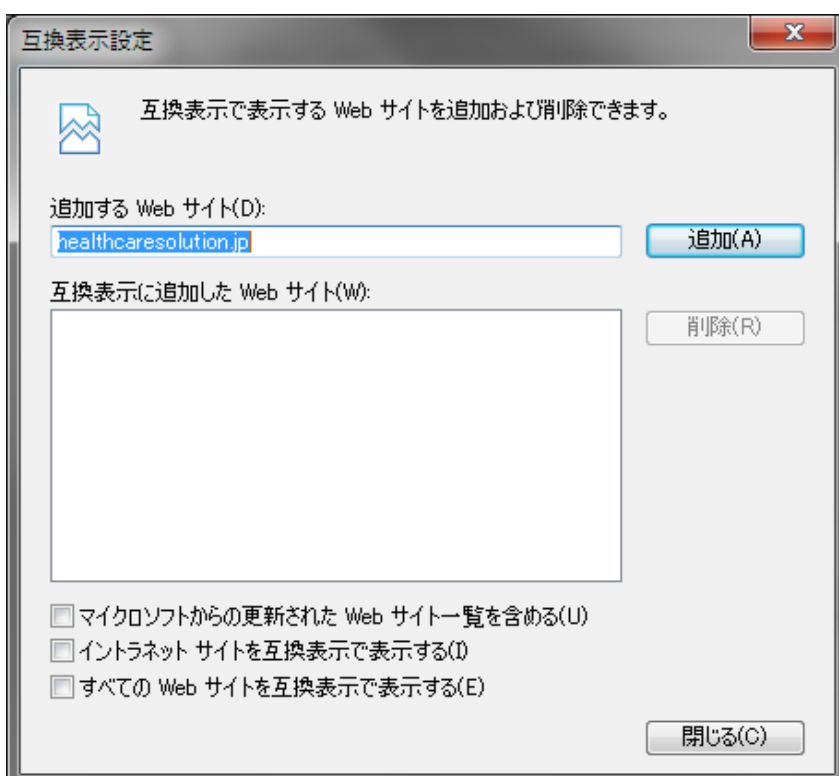 互換表示設定
互換表示で表示する Web サイトを追加および削除できます。
追加する Web サイト(D):
healthcaresolution.jp
追加(A)
互換表示に追加した Web サイト(W):
削除(R)
マイクロソフトからの更新された Web サイト一覧を含める(U)
イントラネット サイトを互換表示で表示する(I)
すべての Web サイトを互換表示で表示する(E)
閉じる(C)